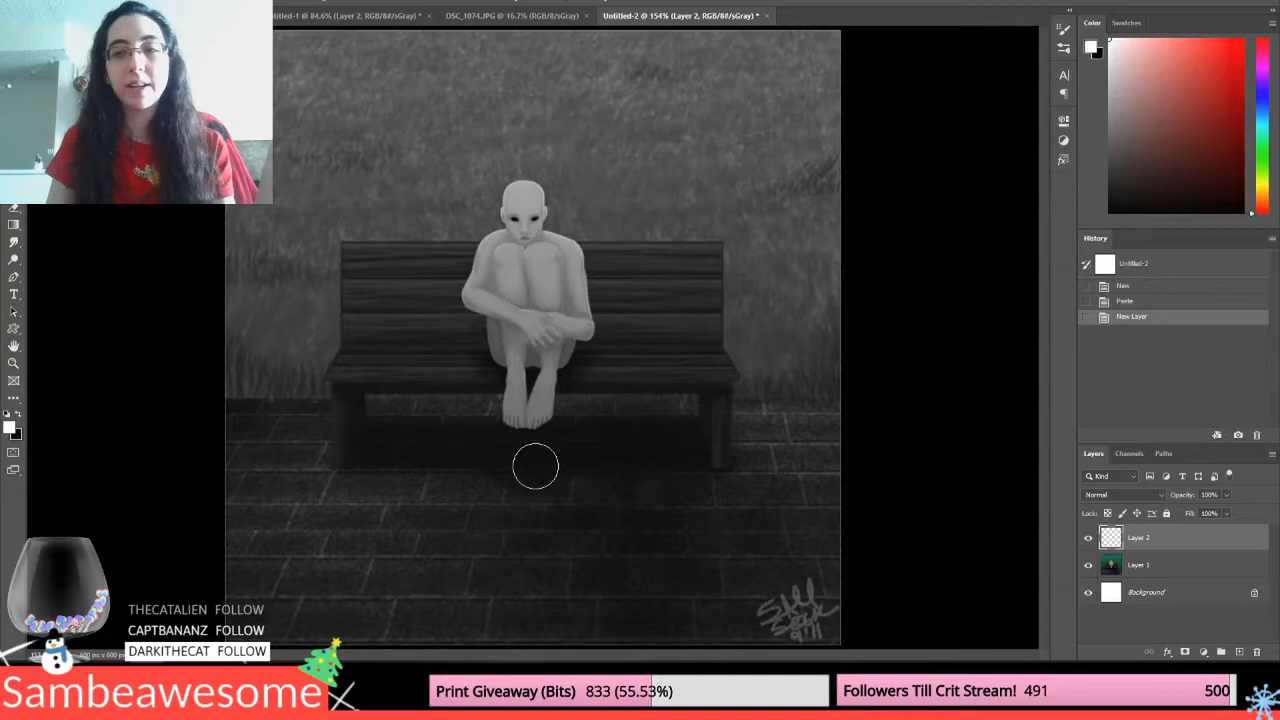 Untitled-1 @ 84.6% (Layer 2, RGB/8#/sGray) *
DSC_1074.JPG @ 16.7% (RGB/8/sGray)
Untitled-2 @ 154% (Layer 2, RGB/8#/sGray) *
Color
Swatches
History
Untitled-2
New
Paste
New Layer
Layers
Channels
Paths
Kind
Normal
Opacity: 100%
Lock:
Fill: 100%
Layer 2
Layer 1
Background
9'11
THECATALIEN FOLLOW
CAPTBANANZ FOLLOW
DARKITHECAT FOLLOW
Sambeawesome
Print Giveaway (Bits) 833 (55.53%)
Followers Till Crit Stream! 491 500